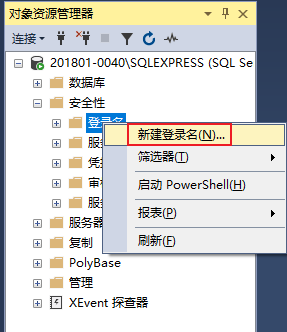 对象资源管理器
连接
201801-0040\SQLEXPRESS (SQL Se
数据库
安全性
登录名
新建登录名(N)...
服务
筛选器(T)
凭
启动 PowerShell(H)
审
报表(P)
服
服务器
刷新(F)
复制
PolyBase
管理
XEvent 探查器